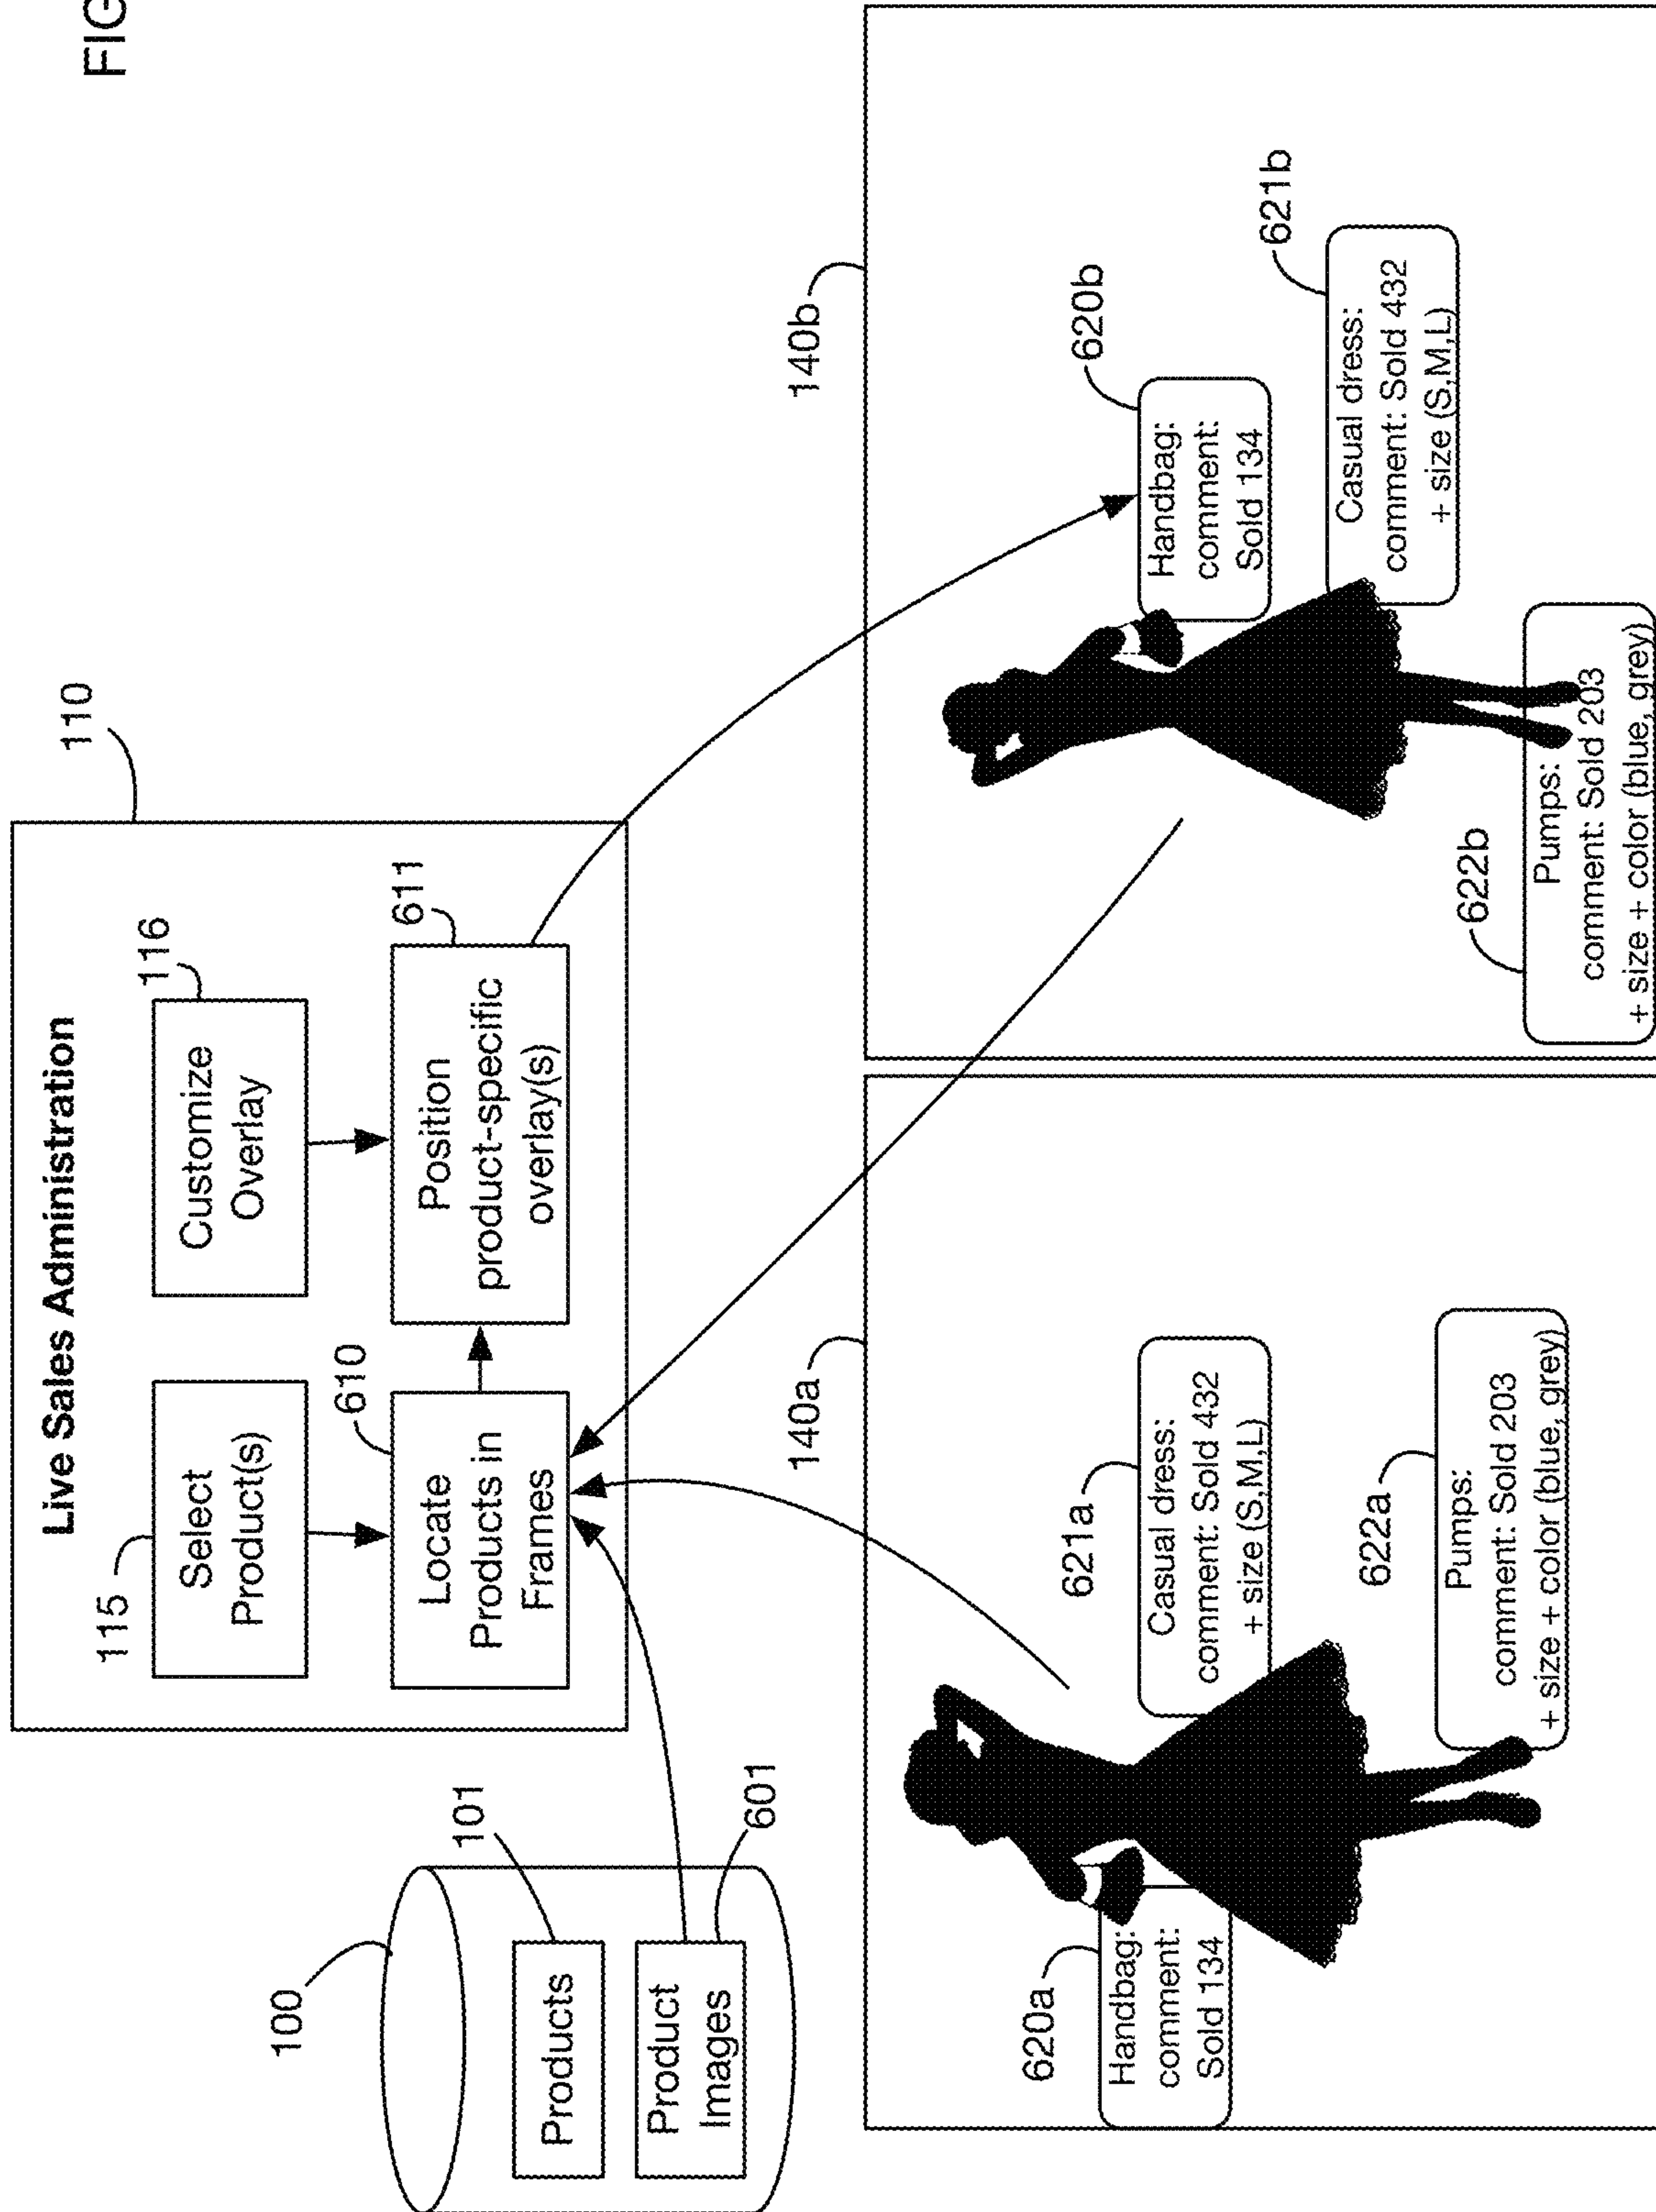 FIG
100
101
Products
Product
Images
601
110
Live Sales Administration
115
Select
Product(s)
116
Customize
Overlay
610
Locate
Products in
Frames
611
Position
product-specific
overlay(s)
140a
620a
Handbag:
comment:
Sold 134
621a
Casual dress:
comment: Sold 432
+ size (S,M,L)
622a
Pumps:
comment: Sold 203
+ size + color (blue, grey)
140b
620b
Handbag:
comment:
Sold 134
621b
Casual dress:
comment: Sold 432
+ size (S,M,L)
622b
Pumps:
comment: Sold 203
+ size + color (blue, grey)